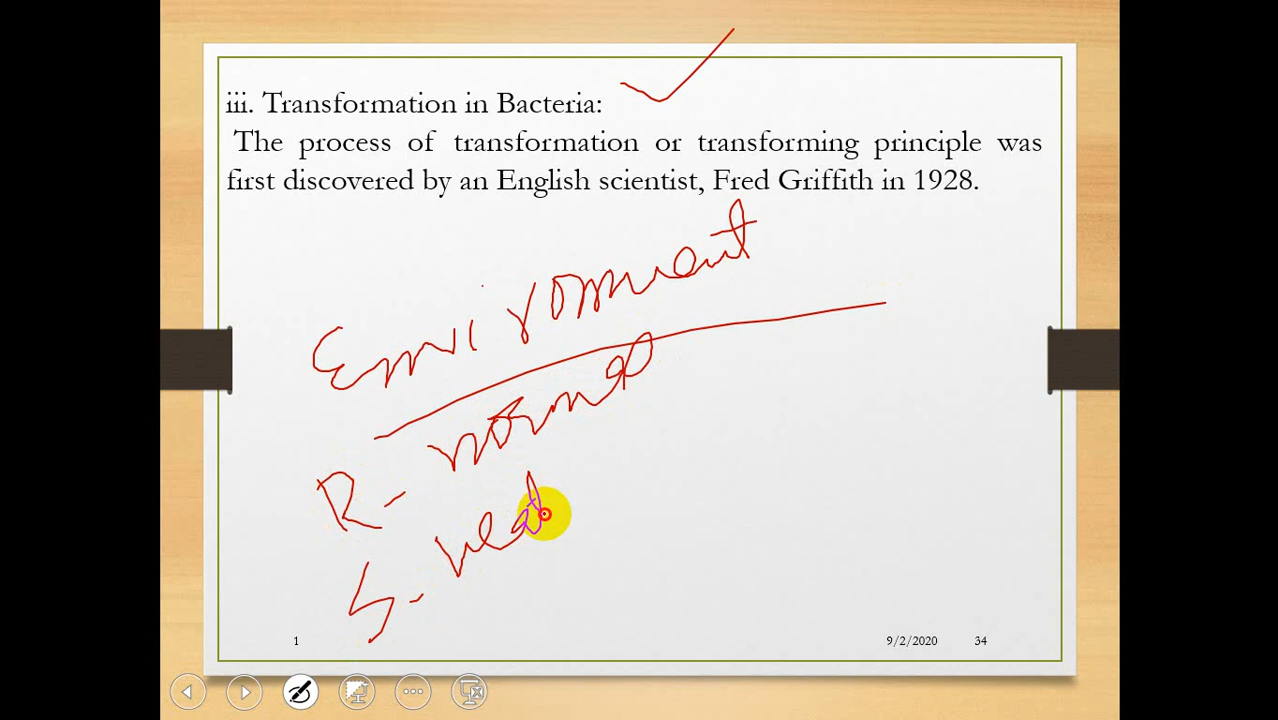 iii. Transformation in Bacteria:
The process of transformation or transforming principle was
first discovered by an English scientist, Fred Griffith in 1928.
Environment
R - normal
S -
1
9/2/2020
34